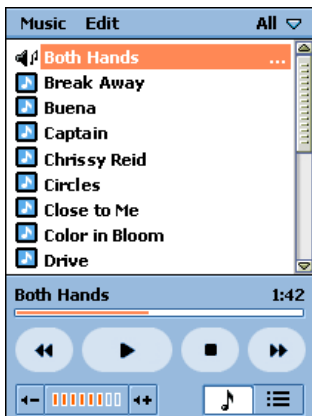 Music Edit All
Both Hands ...
Break Away
Buena
Captain
Chrissy Reid
Circles
Close to Me
Color in Bloom
Drive
Both Hands 1:42